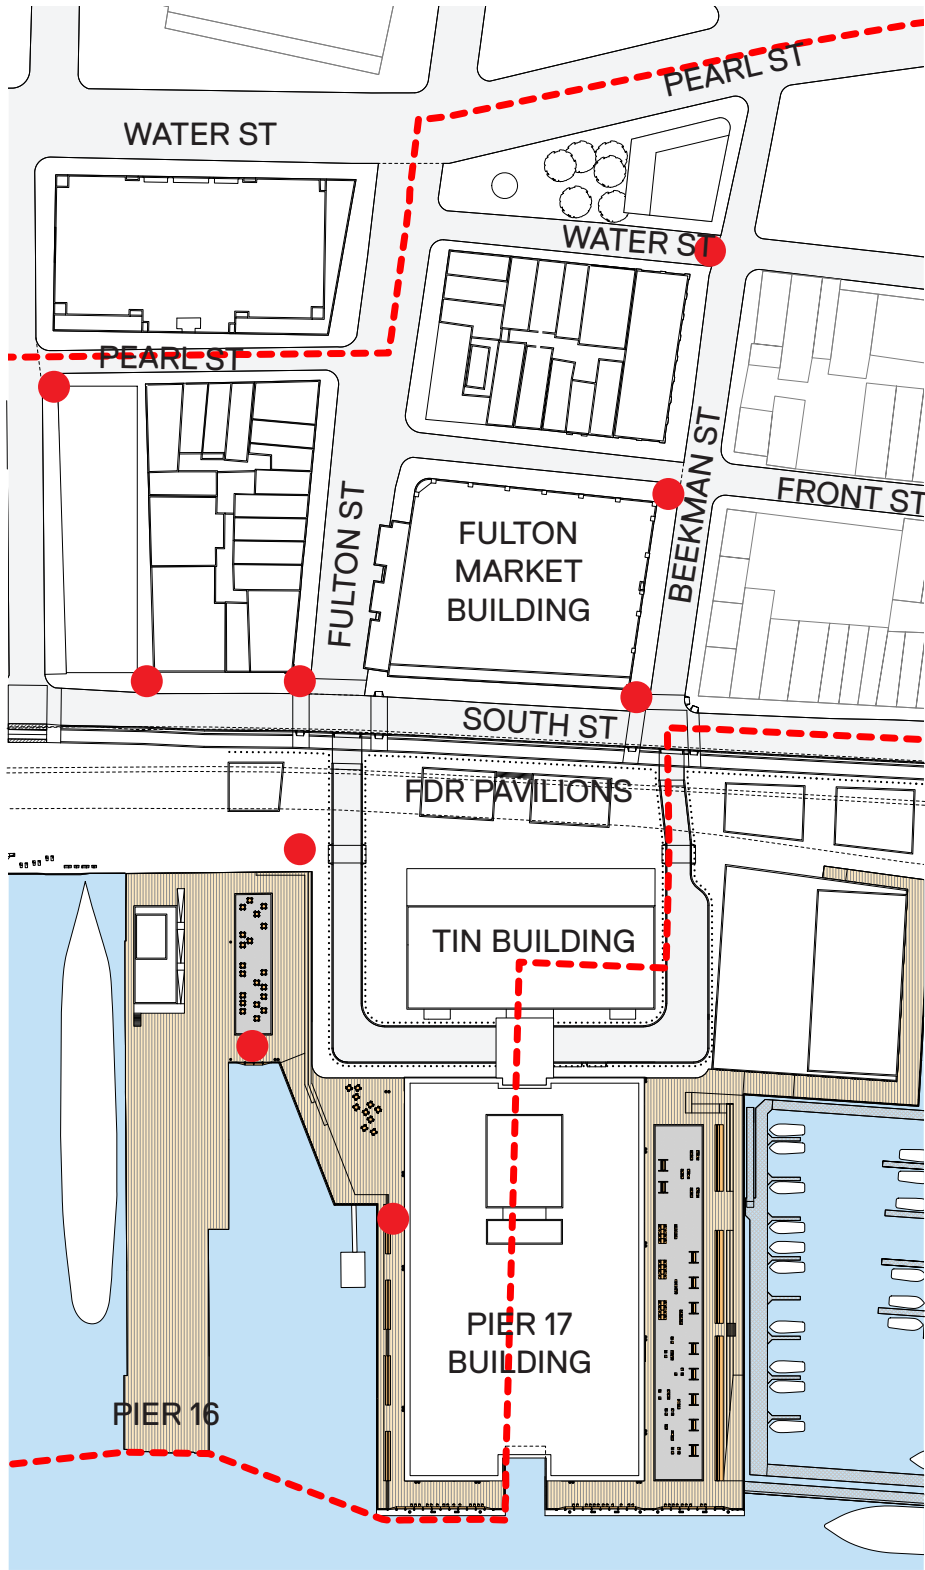 PEARL ST
WATER ST
WATER ST
PEARL ST
BEEKMAN ST
FRONT ST
FULTON ST
FULTON
MARKET
BUILDING
SOUTH ST
FDR PAVILIONS
TIN BUILDING
PIER 17
BUILDING
PIER 16